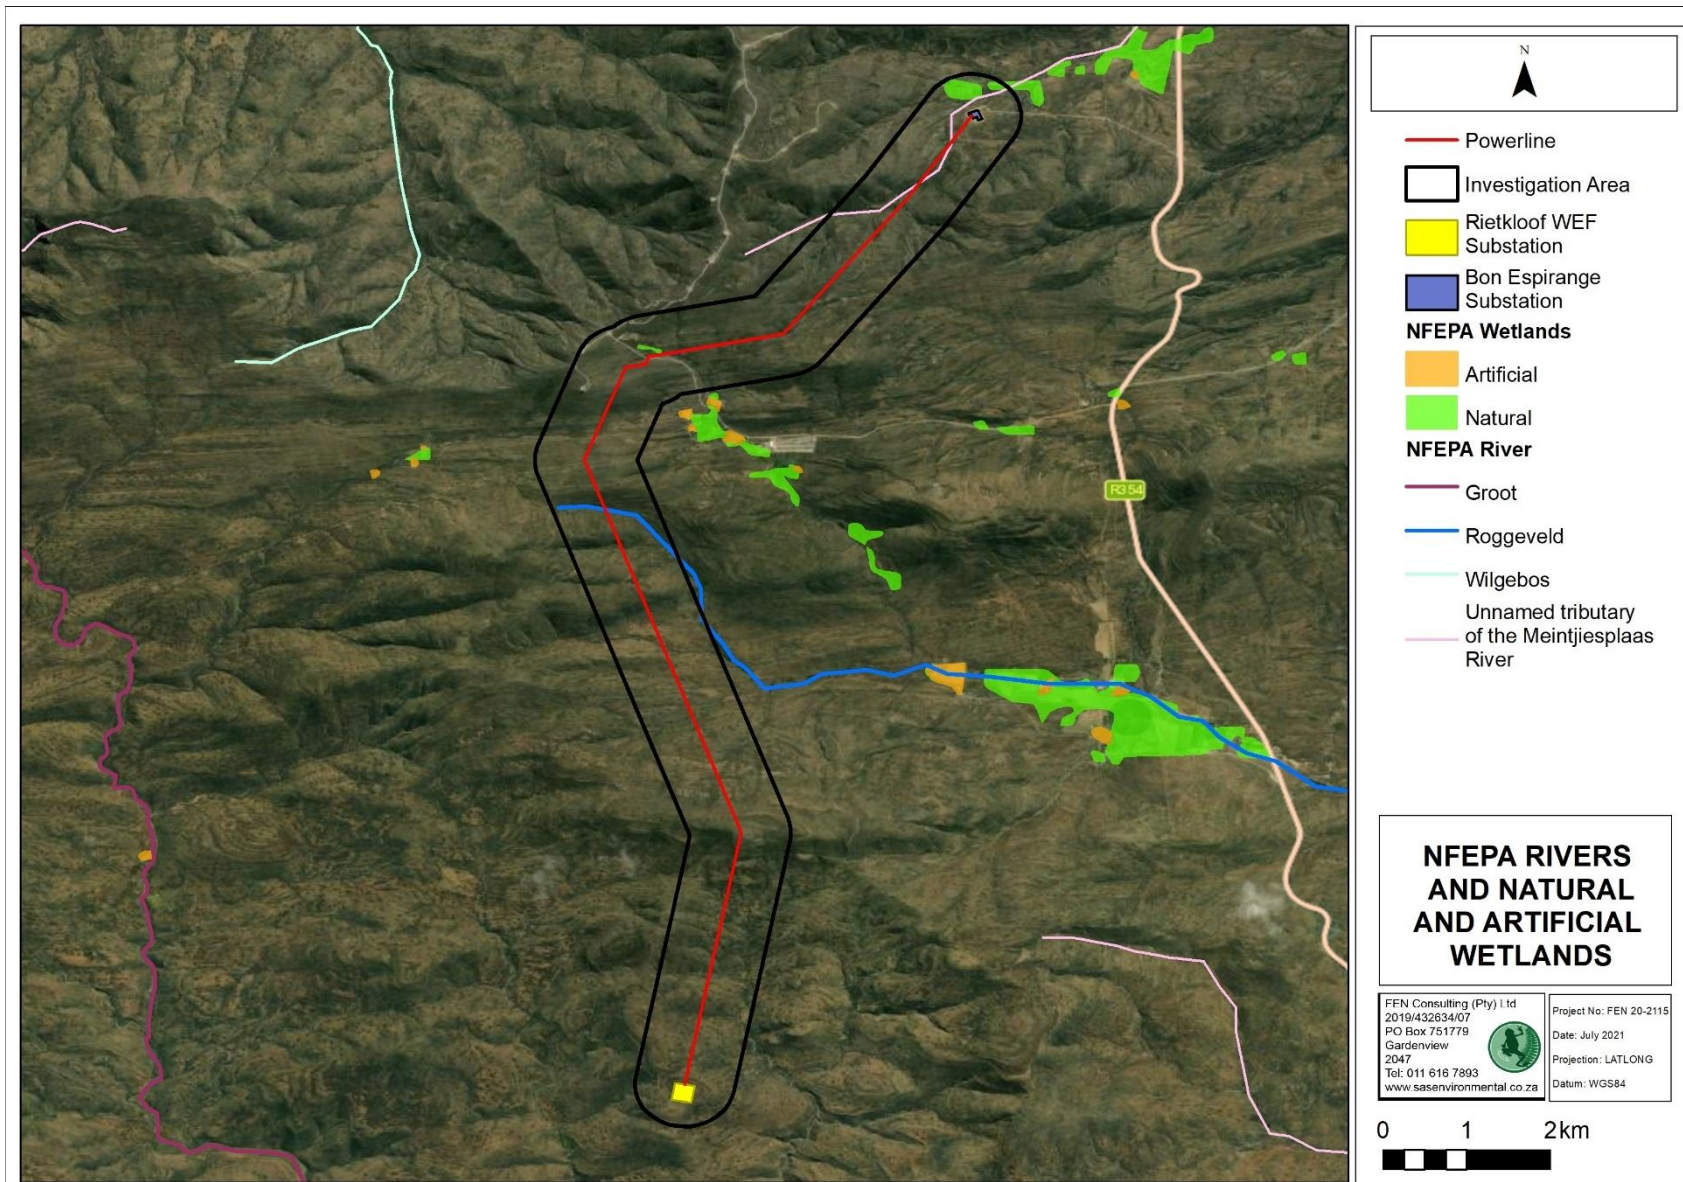 R354
N
Powerline
Investigation Area
Rietkloof WEF
Substation
Bon Espirange
Substation
NFEPA Wetlands
Artificial
Natural
NFEPA River
Groot
Roggeveld
Wilgebos
Unnamed tributary
of the Meintjiesplaas
River
NFEPA RIVERS
AND NATURAL
AND ARTIFICIAL
WETLANDS
FEN Consulting (Pty) Ltd
2019/432634/07
PO Box 751779
Gardenview
2047
Tel: 011 616 7893
www.sasenvironmental.co.za
Project No: FEN 20-2115
Date: July 2021
Projection: LATLONG
Datum: WGS84
0 1 2km